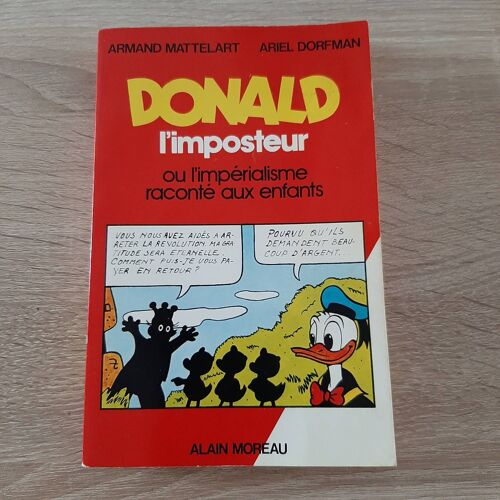 ARMAND MATTELART ARIEL DORFMAN
DONALD
l'imposteur
ou l'impérialisme
raconté aux enfants
VOUS NOUS AVEZ AIDÉS A AR-
RETER LA REVOLUTION. MA GRA-
TITUDE SERA ETERNELLE.
COMMENT PUIS-JE VOUS PA-
YER EN RETOUR?
POURVU QU'ILS
DEMANDENT BEAU-
COUP D'ARGENT.
ALAIN MOREAU